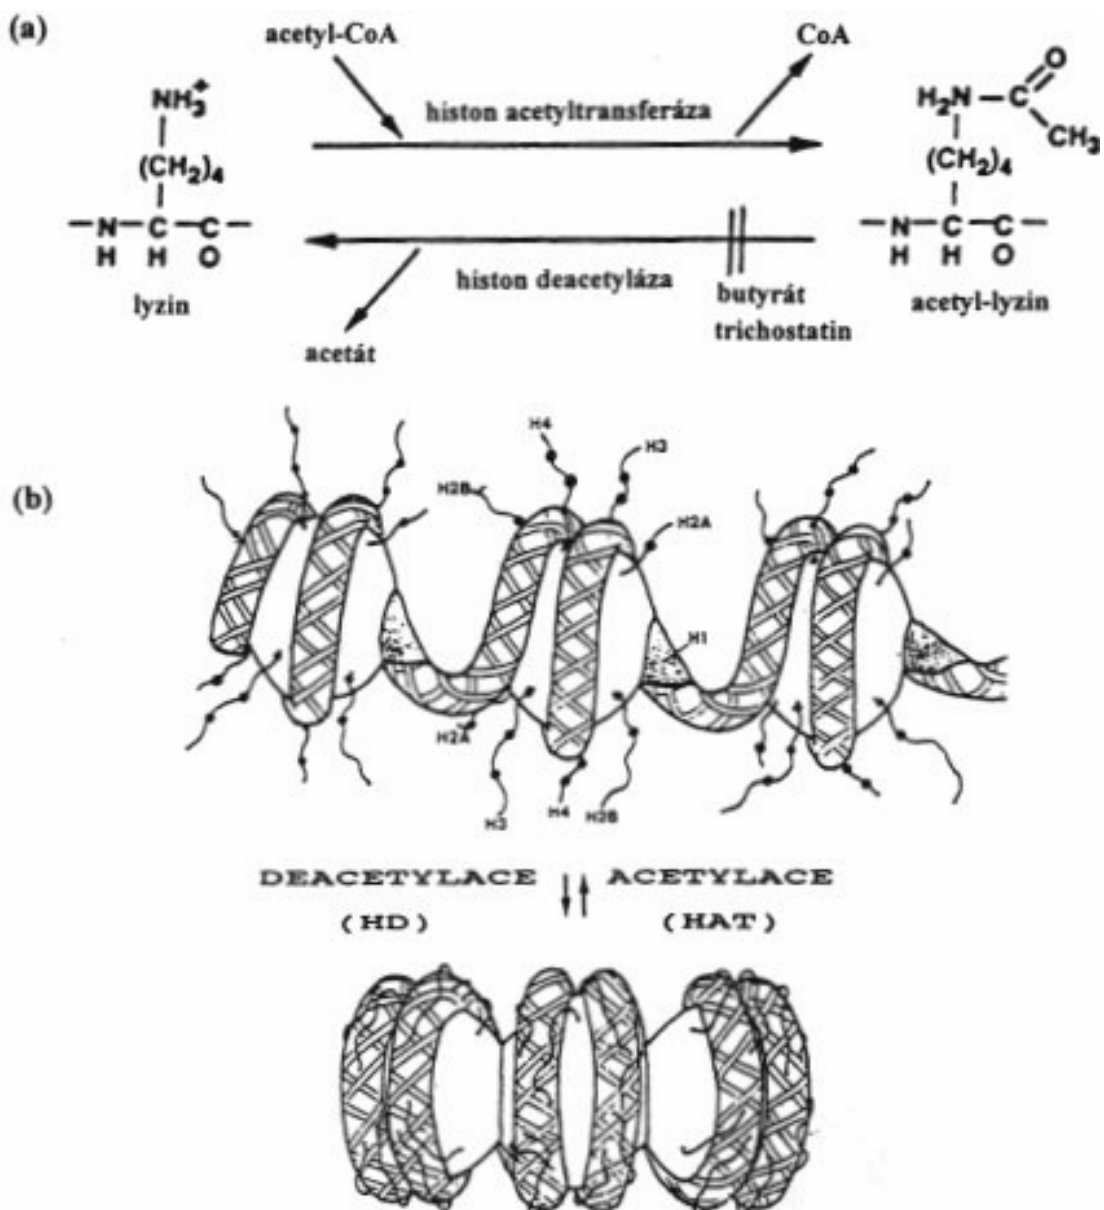 (a)
acetyl-CoA CoA
NH3+ histon acetyltransferáza H2N – C O
(CH2)4 (CH2)4 CH3
– N – C – C – – N – C – C –
H H O H H O
lyzin histon deacetyláza butyrát acetyl-lyzin
trichostatin
acetát
(b)
H4
H3
H2B
H2A
H1
H2A
H3 H4 H2B
DEACETYLACE ACETYLACE
(HD) (HAT)